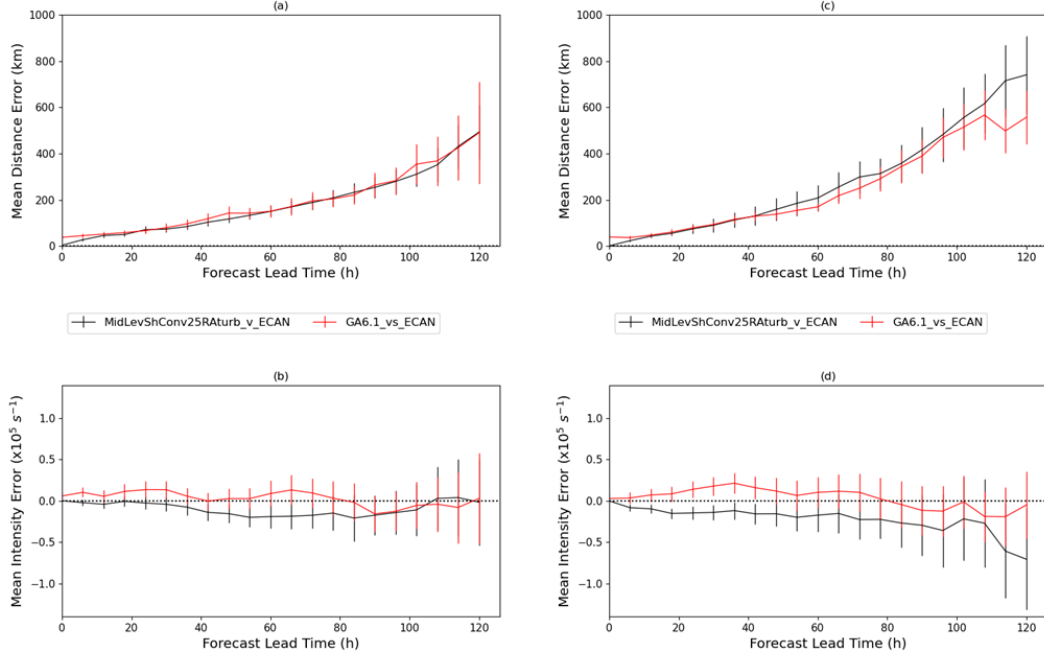 (a)
1000
800
600
400
200
0
Mean Distance Error (km)
0 20 40 60 80 100 120
Forecast Lead Time (h)
(c)
1000
800
600
400
200
0
Mean Distance Error (km)
0 20 40 60 80 100 120
Forecast Lead Time (h)
MidLevShConv25RAturb_v_ECAN GA6.1_vs_ECAN
MidLevShConv25RAturb_v_ECAN GA6.1_vs_ECAN
(b)
1.0
0.5
0.0
−0.5
−1.0
Mean Intensity Error (x10⁵ s⁻¹)
0 20 40 60 80 100 120
Forecast Lead Time (h)
(d)
1.0
0.5
0.0
−0.5
−1.0
Mean Intensity Error (x10⁵ s⁻¹)
0 20 40 60 80 100 120
Forecast Lead Time (h)